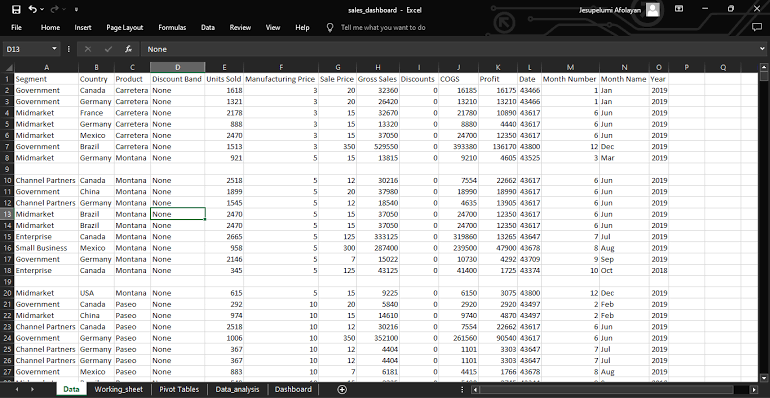 sales_dashboard - Excel
Jesupelumi Afolayan
File Home Insert Page Layout Formulas Data Review View Help Tell me what you want to do
D13 fx None
A B C D E F G H I J K L M N O P Q
1 Segment Country Product Discount Band Units Sold Manufacturing Price Sale Price Gross Sales Discounts COGS Profit Date Month Number Month Name Year
2 Government Canada Carretera None 1618 3 20 32360 0 16185 16175 43466 1 Jan 2019
3 Government Germany Carretera None 1321 3 20 26420 0 13210 13210 43466 1 Jan 2019
4 Midmarket France Carretera None 2178 3 15 32670 0 21780 10890 43617 6 Jun 2019
5 Midmarket Germany Carretera None 888 3 15 13320 0 8880 4440 43617 6 Jun 2019
6 Midmarket Mexico Carretera None 2470 3 15 37050 0 24700 12350 43617 6 Jun 2019
7 Government Brazil Carretera None 1513 3 350 529550 0 393380 136170 43800 12 Dec 2019
8 Midmarket Germany Montana None 921 5 15 13815 0 9210 4605 43525 3 Mar 2019
9
10 Channel Partners Canada Montana None 2518 5 12 30216 0 7554 22662 43617 6 Jun 2019
11 Government China Montana None 1899 5 20 37980 0 18990 18990 43617 6 Jun 2019
12 Channel Partners Germany Montana None 1545 5 12 18540 0 4635 13905 43617 6 Jun 2019
13 Midmarket Brazil Montana None 2470 5 15 37050 0 24700 12350 43617 6 Jun 2019
14 Midmarket Brazil Montana None 2470 5 15 37050 0 24700 12350 43617 6 Jun 2019
15 Enterprise Canada Montana None 2665 5 125 333125 0 319860 13265 43647 7 Jul 2019
16 Small Business Mexico Montana None 958 5 300 287400 0 239500 47900 43678 8 Aug 2019
17 Government Germany Montana None 2146 5 7 15022 0 10730 4292 43709 9 Sep 2019
18 Enterprise Canada Montana None 345 5 125 43125 0 41400 1725 43374 10 Oct 2018
19
20 Midmarket USA Montana None 615 5 15 9225 0 6150 3075 43800 12 Dec 2019
21 Government Canada Paseo None 292 10 20 5840 0 2920 2920 43497 2 Feb 2019
22 Midmarket China Paseo None 974 10 15 14610 0 9740 4870 43497 2 Feb 2019
23 Channel Partners Canada Paseo None 2518 10 12 30216 0 7554 22662 43617 6 Jun 2019
24 Government Germany Paseo None 1006 10 350 352100 0 261560 90540 43617 6 Jun 2019
25 Channel Partners Germany Paseo None 367 10 12 4404 0 1101 3303 43647 7 Jul 2019
26 Channel Partners Germany Paseo None 367 10 12 4404 0 1101 3303 43647 7 Jul 2019
27 Government Mexico Paseo None 883 10 7 6181 0 4415 1766 43678 8 Aug 2019
Data Working_sheet Pivot Tables Data_analysis Dashboard